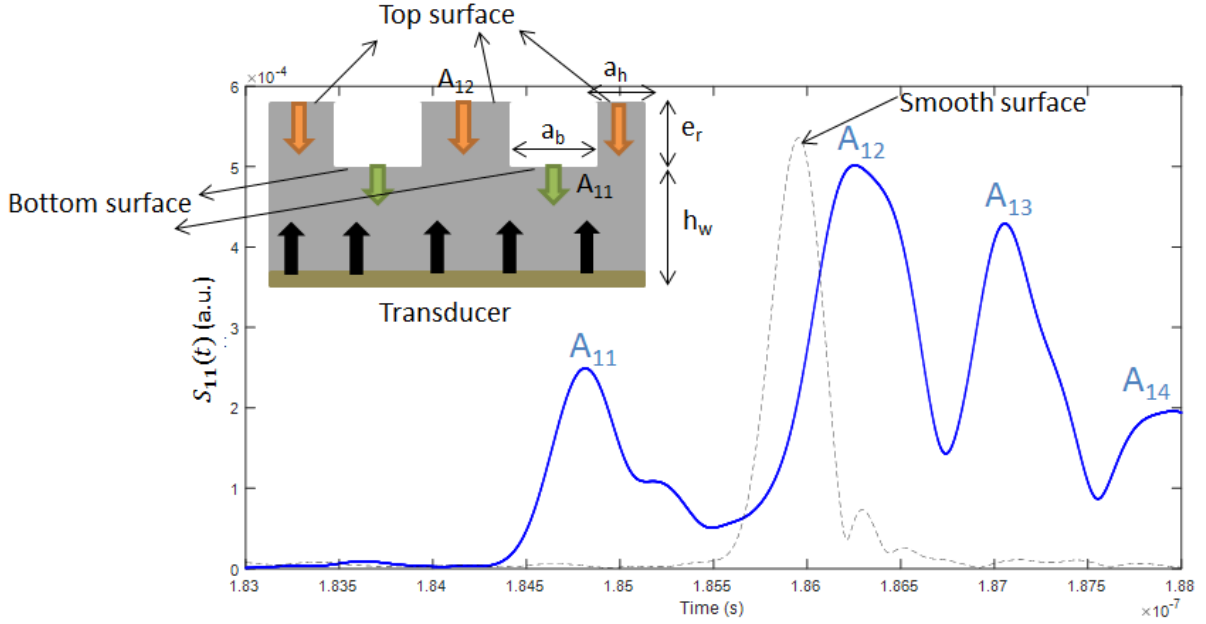 Top surface
×10⁻⁴
A₁₂
aₕ
Smooth surface
eᵣ
a_b
A₁₂
A₁₁
Bottom surface
h_w
A₁₃
Transducer
A₁₁
A₁₄
S₁₁(t) (a.u.)
6
5
4
3
2
1
0
1.83 1.835 1.84 1.845 1.85 1.855 1.86 1.865 1.87 1.875 1.88
Time (s)
×10⁻⁷